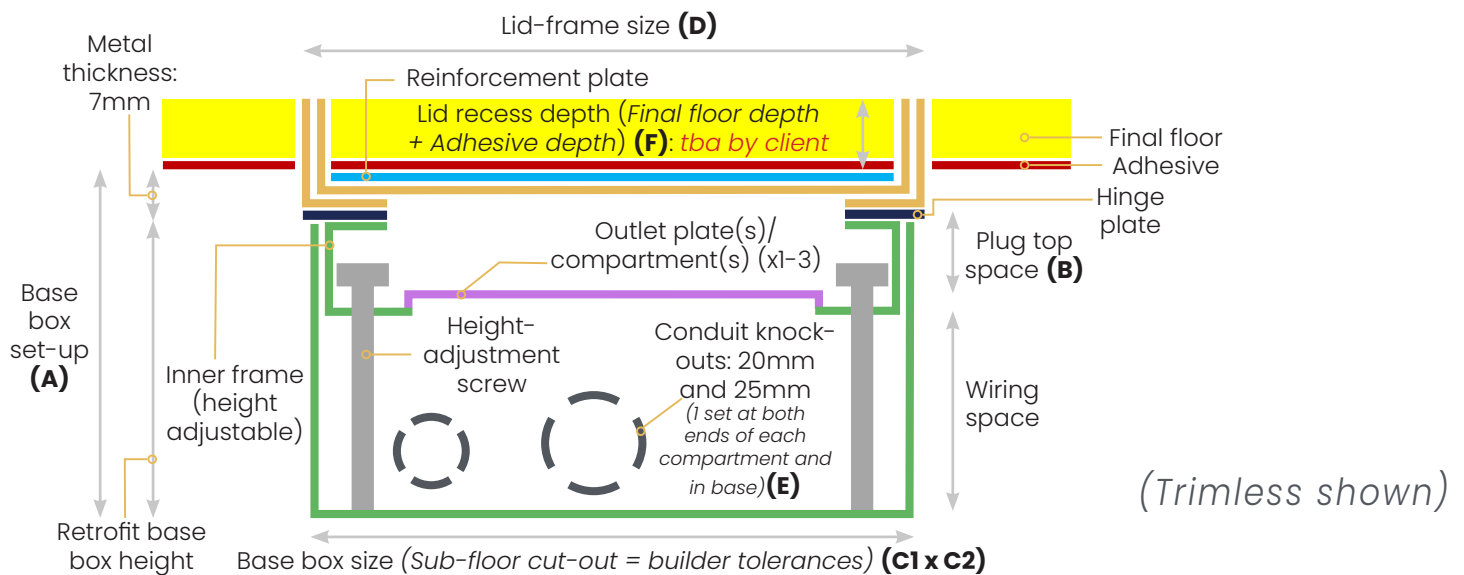 Lid-frame size (D)
Metal
thickness:
7mm
Reinforcement plate
Lid recess depth (Final floor depth
+ Adhesive depth) (F): tba by client
Final floor
Adhesive
Hinge
plate
Outlet plate(s)/
compartment(s) (x1-3)
Plug top
space (B)
Base
box
set-up
(A)
Height-
adjustment
screw
Conduit knock-
outs: 20mm
and 25mm
(1 set at both
ends of each
compartment and
in base) (E)
Inner frame
(height
adjustable)
Wiring
space
(Trimless shown)
Retrofit base
box height
Base box size (Sub-floor cut-out = builder tolerances) (C1 x C2)